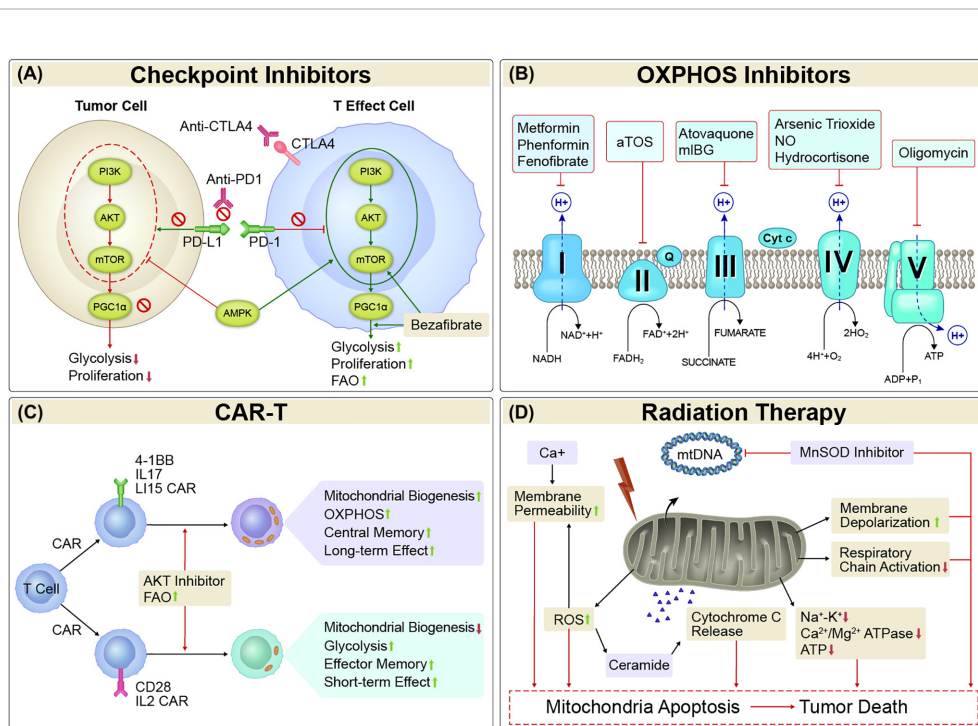 (A) Checkpoint Inhibitors
Tumor Cell
T Effect Cell
Anti-CTLA4
CTLA4
Anti-PD1
PI3K
AKT
mTOR
PGC1α
PD-L1
PD-1
PI3K
AKT
mTOR
PGC1α
AMPK
Bezafibrate
Glycolysis
Proliferation
Glycolysis
Proliferation
FAO
(B) OXPHOS Inhibitors
Metformin
Phenformin
Fenofibrate
aTOS
Atovaquone
mIBG
Arsenic Trioxide
NO
Hydrocortisone
Oligomycin
H+
H+
H+
Cyt c
Q
I
II
III
IV
V
H+
NADH
NAD⁺+H⁺
FADH₂
FAD⁺+2H⁺
SUCCINATE
FUMARATE
4H⁺+O₂
2HO₂
ADP+P₁
ATP
(C) CAR-T
4-1BB
IL17
LI15 CAR
CAR
T Cell
CAR
AKT Inhibitor
FAO
CD28
IL2 CAR
Mitochondrial Biogenesis
OXPHOS
Central Memory
Long-term Effect
Mitochondrial Biogenesis
Glycolysis
Effector Memory
Short-term Effect
(D) Radiation Therapy
Ca+
mtDNA
MnSOD Inhibitor
Membrane
Permeability
Membrane
Depolarization
Respiratory
Chain Activation
ROS
Ceramide
Cytochrome C
Release
Na⁺-K⁺
Ca²⁺/Mg²⁺ ATPase
ATP
Mitochondria Apoptosis
Tumor Death